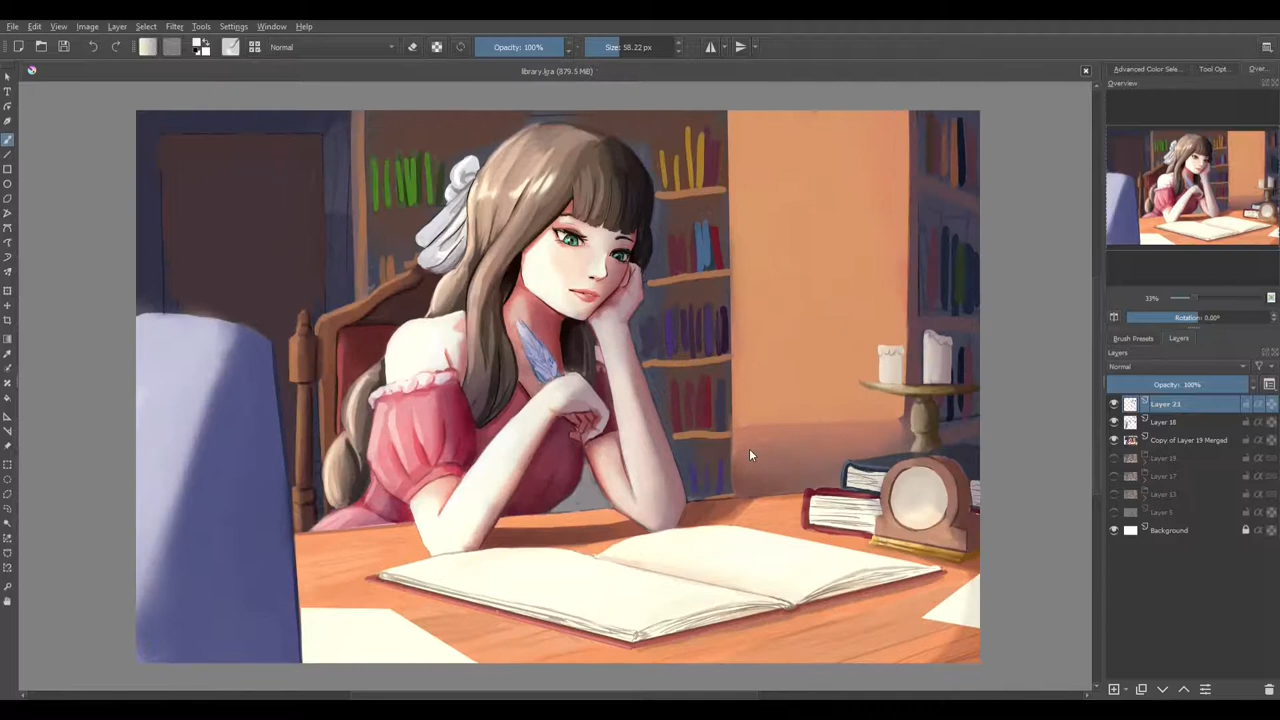 File Edit View Image Layer Select Filter Tools Settings Window Help
Normal Opacity: 100% Size: 58.22 px
library.kra (879.5 MiB) *
Advanced Color Sele... Tool Opt... Over...
Overview
33%
Rotation: 0.00°
Brush Presets Layers
Layers
Normal
Opacity: 100%
Layer 21
Layer 18
Copy of Layer 19 Merged
Layer 17
Layer 13
Layer 5
Background